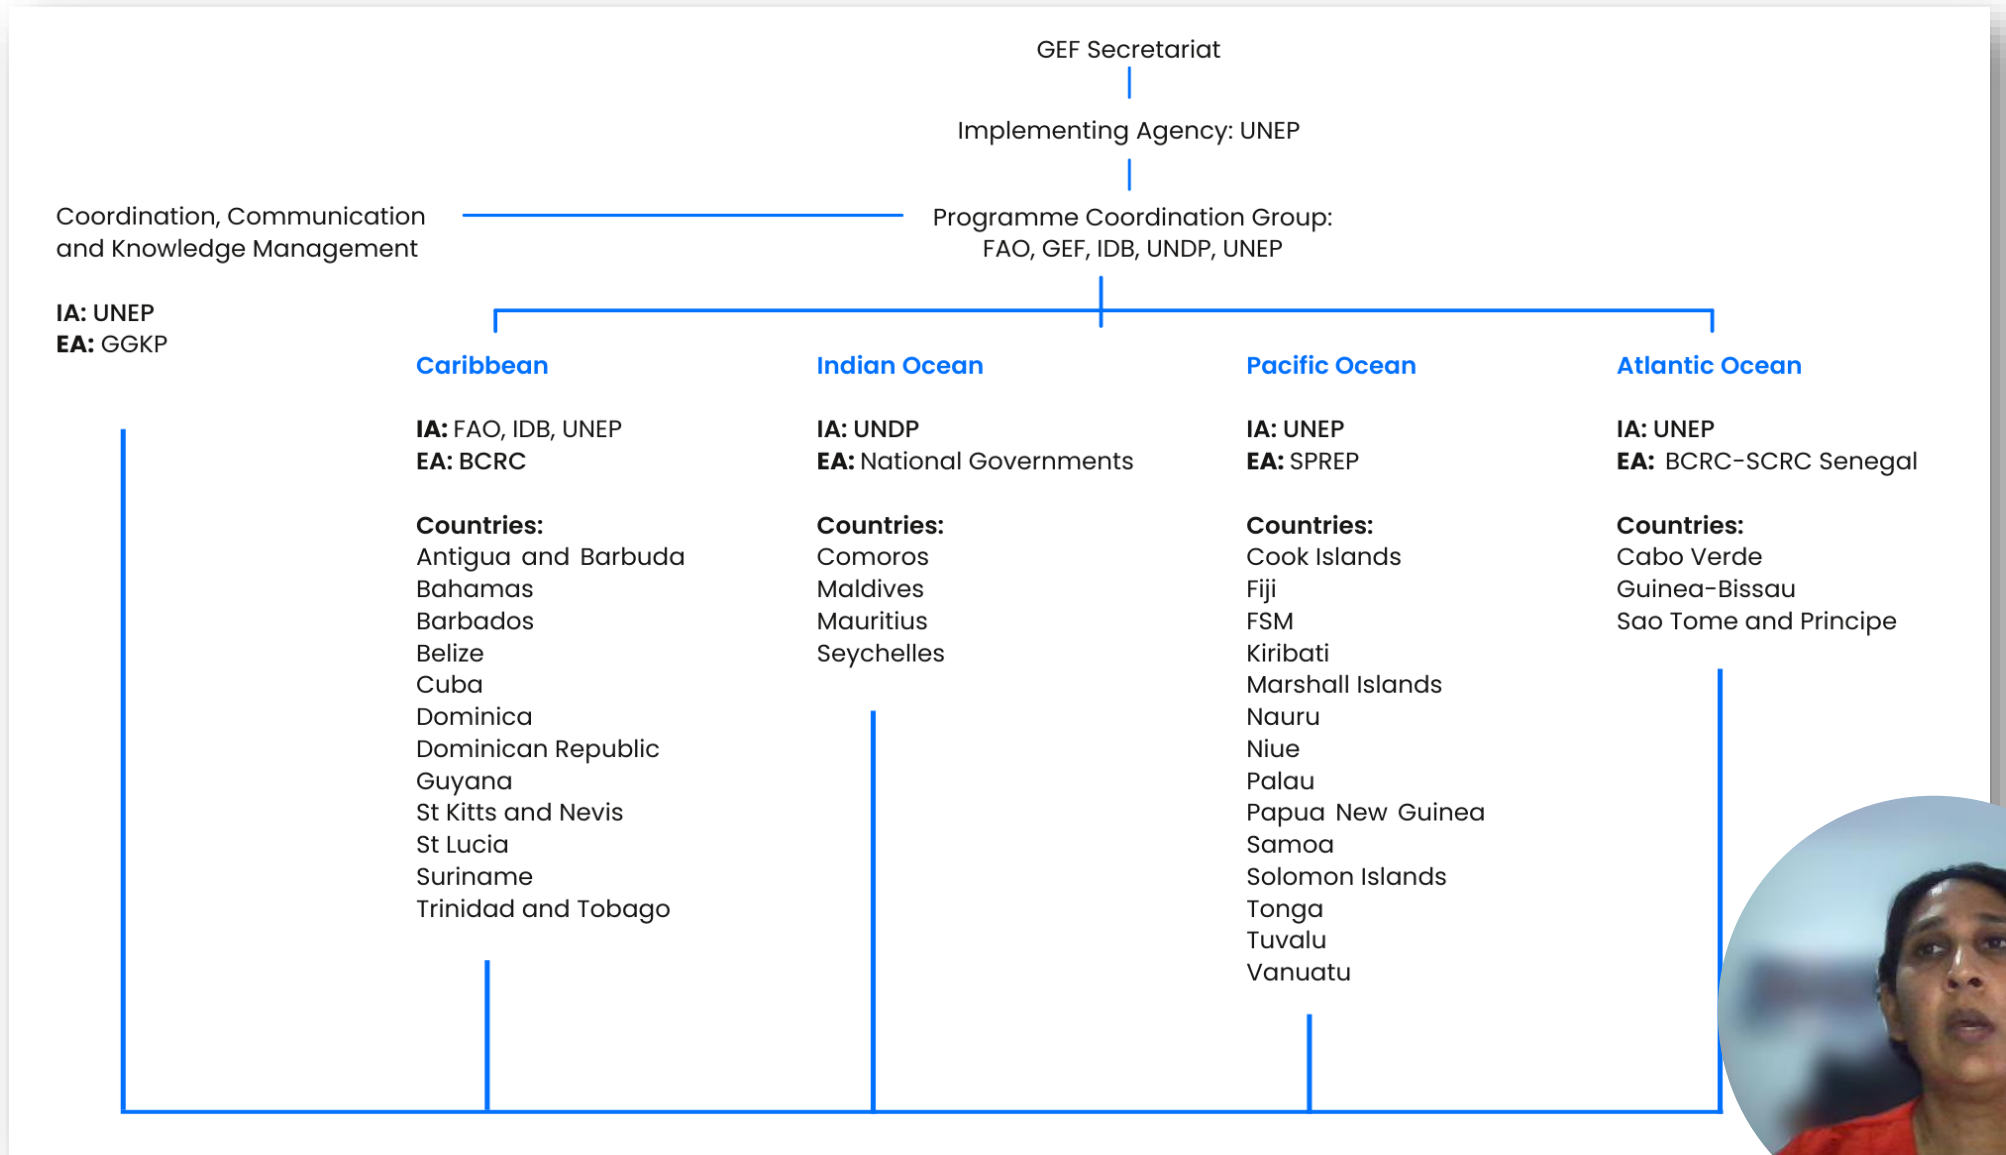 GEF Secretariat
Implementing Agency: UNEP
Coordination, Communication
and Knowledge Management
IA: UNEP
EA: GGKP
Programme Coordination Group:
FAO, GEF, IDB, UNDP, UNEP
Caribbean
IA: FAO, IDB, UNEP
EA: BCRC
Countries:
Antigua and Barbuda
Bahamas
Barbados
Belize
Cuba
Dominica
Dominican Republic
Guyana
St Kitts and Nevis
St Lucia
Suriname
Trinidad and Tobago
Indian Ocean
IA: UNDP
EA: National Governments
Countries:
Comoros
Maldives
Mauritius
Seychelles
Pacific Ocean
IA: UNEP
EA: SPREP
Countries:
Cook Islands
Fiji
FSM
Kiribati
Marshall Islands
Nauru
Niue
Palau
Papua New Guinea
Samoa
Solomon Islands
Tonga
Tuvalu
Vanuatu
Atlantic Ocean
IA: UNEP
EA: BCRC-SCRC Senegal
Countries:
Cabo Verde
Guinea-Bissau
Sao Tome and Principe